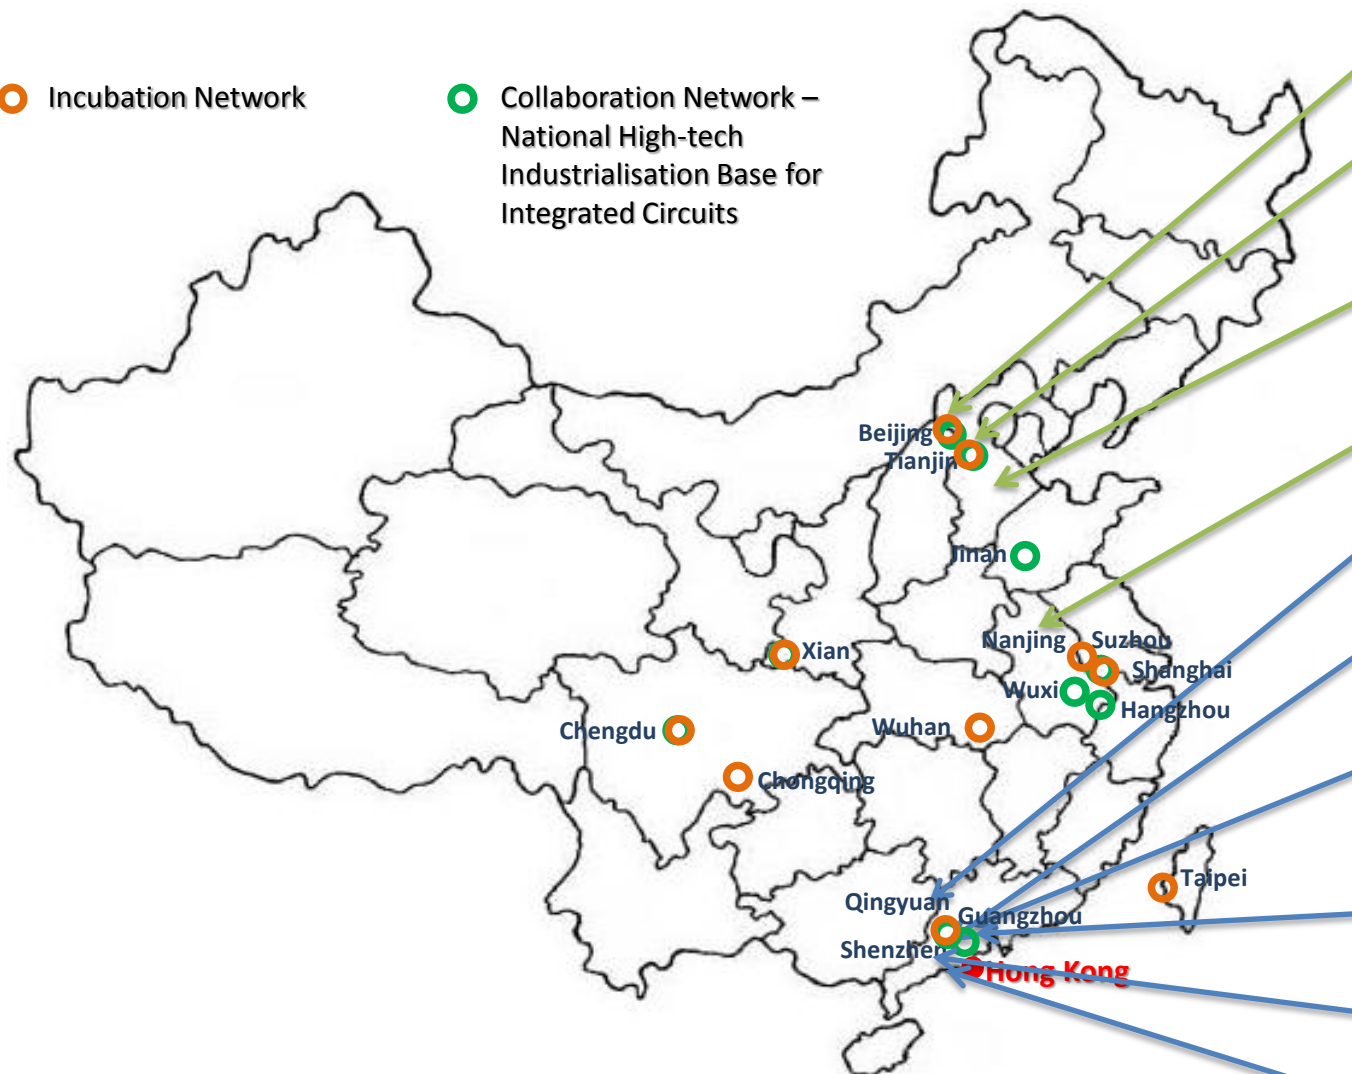 Incubation Network
Collaboration Network –
National High-tech
Industrialisation Base for
Integrated Circuits
Beijing
Tianjin
Jinan
Nanjing
Suzhou
Xian
Shanghai
Wuxi
Hangzhou
Chengdu
Wuhan
Chongqing
Taipei
Qingyuan
Guangzhou
Shenzhen
Hong Kong